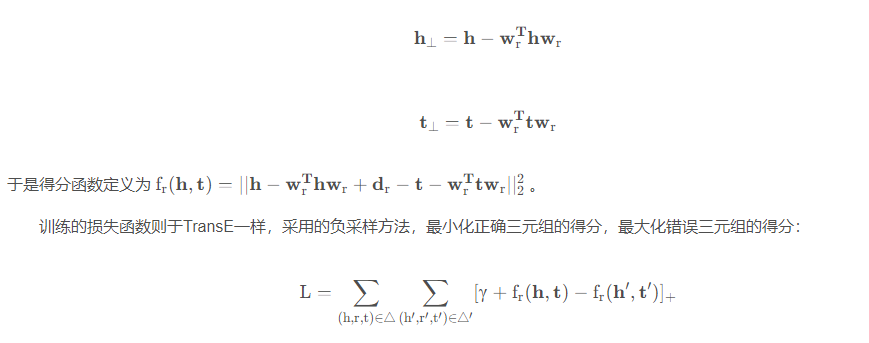 h⊥ = h − w_r^T h w_r
t⊥ = t − w_r^T t w_r
于是得分函数定义为 f_r(h, t) = ||h − w_r^T h w_r + d_r − t − w_r^T t w_r||_2^2 。
训练的损失函数则于TransE一样，采用的负采样方法，最小化正确三元组的得分，最大化错误三元组的得分：
L = ∑_{(h,r,t)∈△} ∑_{(h′,r′,t′)∈△′} [γ + f_r(h, t) − f_r(h′, t′)]_+